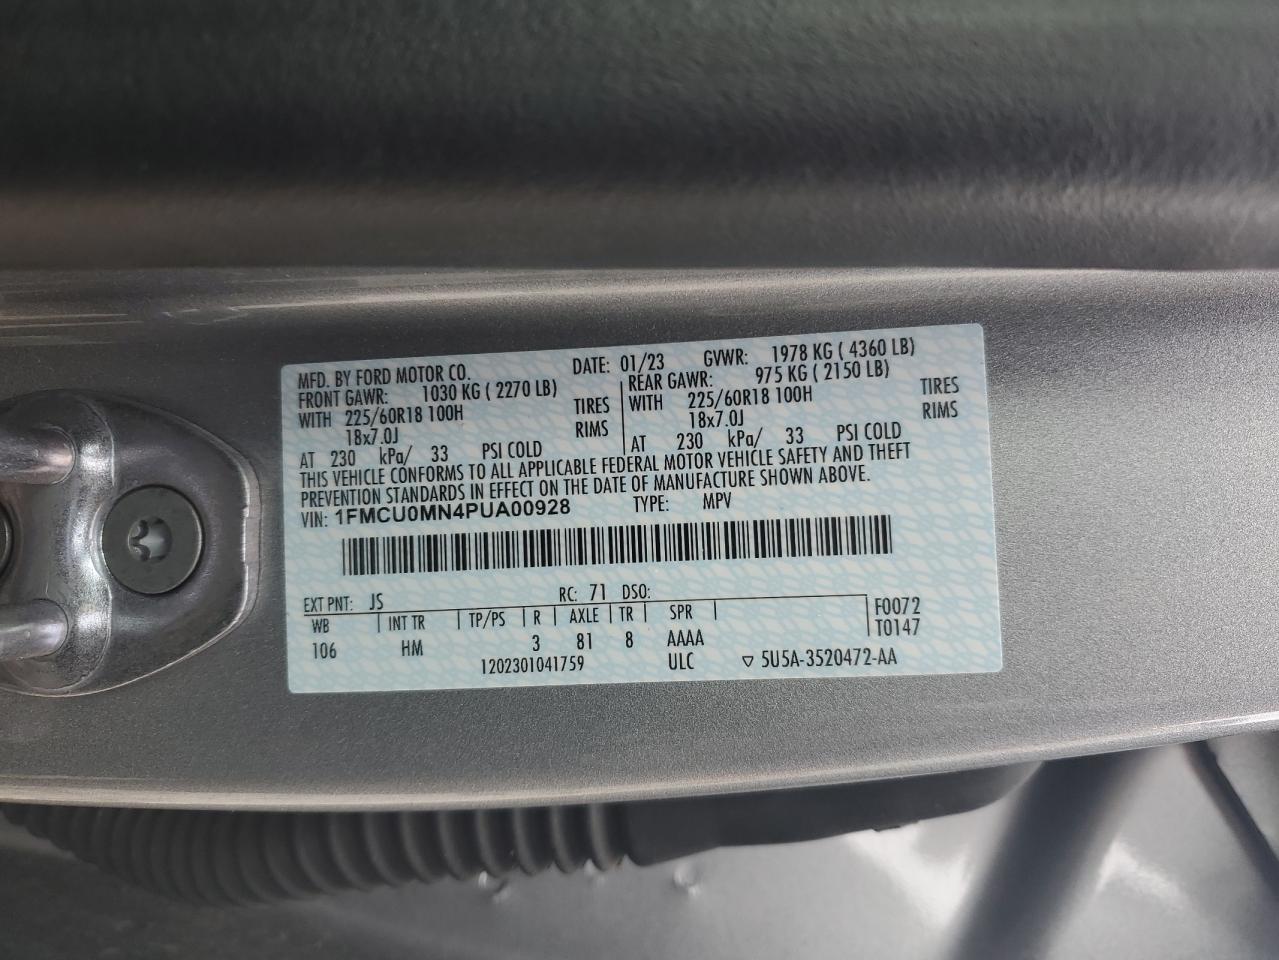 MFD. BY FORD MOTOR CO. DATE: 01/23 GVWR: 1978 KG ( 4360 LB)
FRONT GAWR: 1030 KG ( 2270 LB) REAR GAWR: 975 KG ( 2150 LB)
WITH 225/60R18 100H TIRES WITH 225/60R18 100H TIRES
18x7.0J RIMS 18x7.0J RIMS
AT 230 kPa/ 33 PSI COLD AT 230 kPa/ 33 PSI COLD
THIS VEHICLE CONFORMS TO ALL APPLICABLE FEDERAL MOTOR VEHICLE SAFETY AND THEFT
PREVENTION STANDARDS IN EFFECT ON THE DATE OF MANUFACTURE SHOWN ABOVE.
VIN: 1FMCU0MN4PUA00928 TYPE: MPV
EXT PNT: JS RC: 71 DSO:
WB INT TR TP/PS R AXLE TR SPR F0072
106 HM 3 81 8 AAAA T0147
1202301041759 ULC ▽ 5U5A-3520472-AA